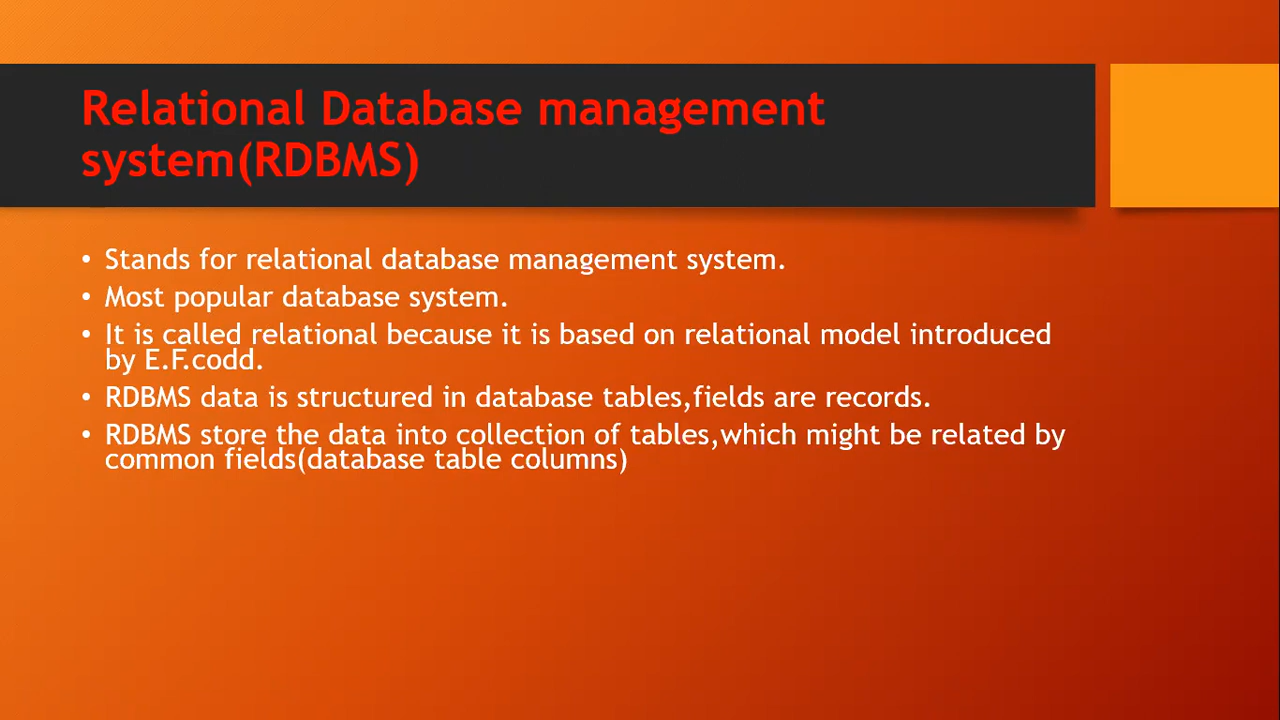 Relational Database management
system(RDBMS)
• Stands for relational database management system.
• Most popular database system.
• It is called relational because it is based on relational model introduced
by E.F.codd.
• RDBMS data is structured in database tables,fields are records.
• RDBMS store the data into collection of tables,which might be related by
common fields(database table columns)